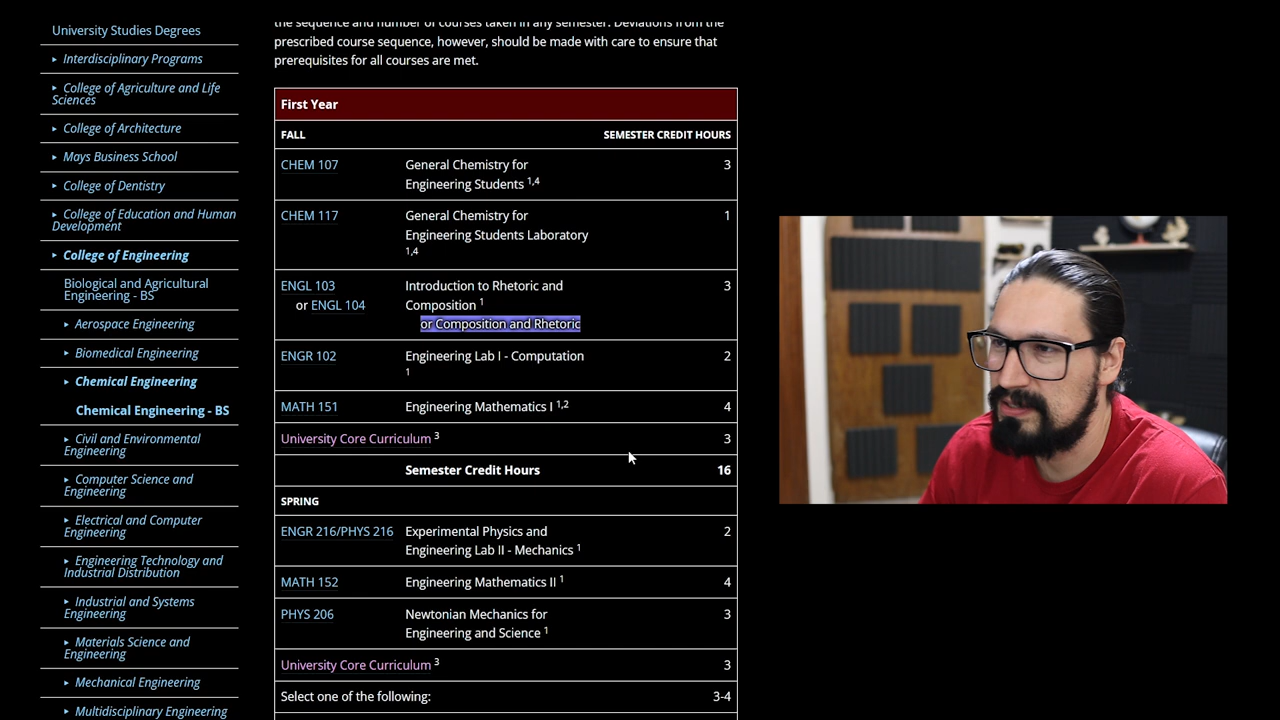 University Studies Degrees
▸ Interdisciplinary Programs
▸ College of Agriculture and Life
Sciences
▸ College of Architecture
▸ Mays Business School
▸ College of Dentistry
▸ College of Education and Human
Development
▸ College of Engineering
Biological and Agricultural
Engineering - BS
▸ Aerospace Engineering
▸ Biomedical Engineering
▸ Chemical Engineering
Chemical Engineering - BS
▸ Civil and Environmental
Engineering
▸ Computer Science and
Engineering
▸ Electrical and Computer
Engineering
▸ Engineering Technology and
Industrial Distribution
▸ Industrial and Systems
Engineering
▸ Materials Science and
Engineering
▸ Mechanical Engineering
▸ Multidisciplinary Engineering
the sequence and number of courses taken in any semester. Deviations from the
prescribed course sequence, however, should be made with care to ensure that
prerequisites for all courses are met.
First Year
FALL SEMESTER CREDIT HOURS
CHEM 107 General Chemistry for 3
Engineering Students 1,4
CHEM 117 General Chemistry for 1
Engineering Students Laboratory
1,4
ENGL 103 Introduction to Rhetoric and 3
or ENGL 104 Composition 1
or Composition and Rhetoric
ENGR 102 Engineering Lab I - Computation 2
1
MATH 151 Engineering Mathematics I 1,2 4
University Core Curriculum 3 3
Semester Credit Hours 16
SPRING
ENGR 216/PHYS 216 Experimental Physics and 2
Engineering Lab II - Mechanics 1
MATH 152 Engineering Mathematics II 1 4
PHYS 206 Newtonian Mechanics for 3
Engineering and Science 1
University Core Curriculum 3 3
Select one of the following: 3-4